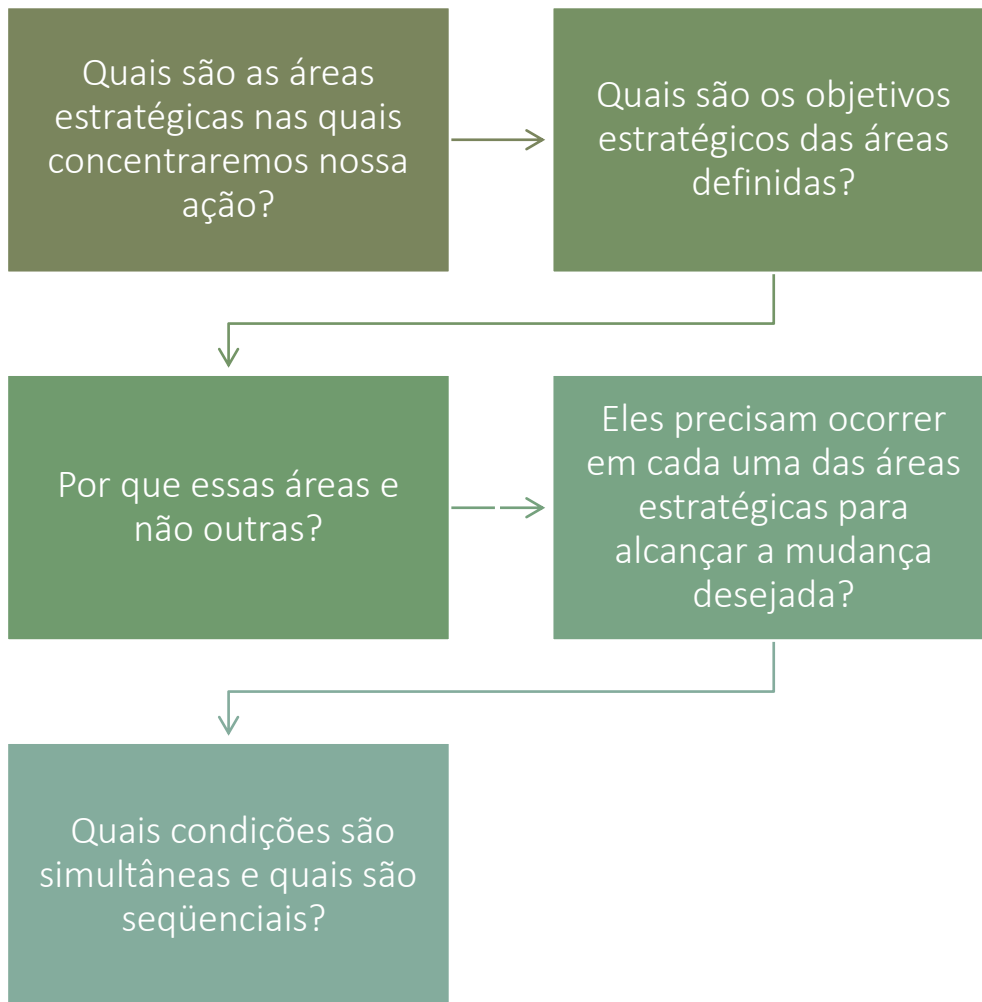 Quais são as áreas
estratégicas nas quais
concentraremos nossa
ação?
Quais são os objetivos
estratégicos das áreas
definidas?
Por que essas áreas e
não outras?
Eles precisam ocorrer
em cada uma das áreas
estratégicas para
alcançar a mudança
desejada?
Quais condições são
simultâneas e quais são
seqüenciais?